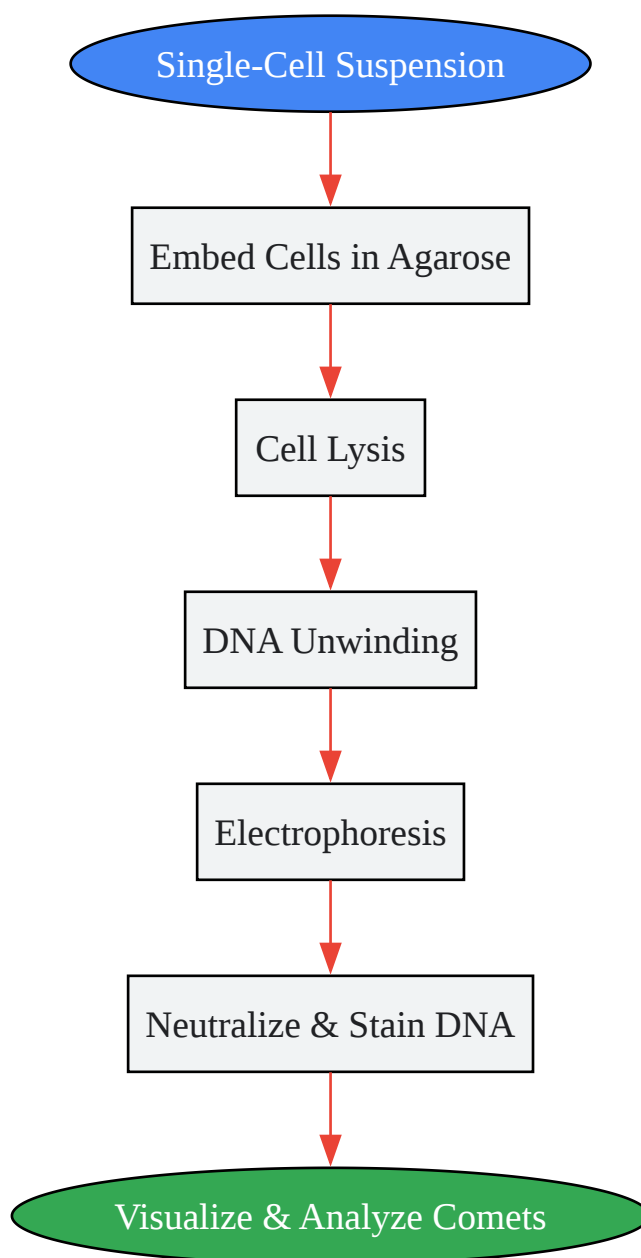 Single-Cell Suspension
Embed Cells in Agarose
Cell Lysis
DNA Unwinding
Electrophoresis
Neutralize & Stain DNA
Visualize & Analyze Comets